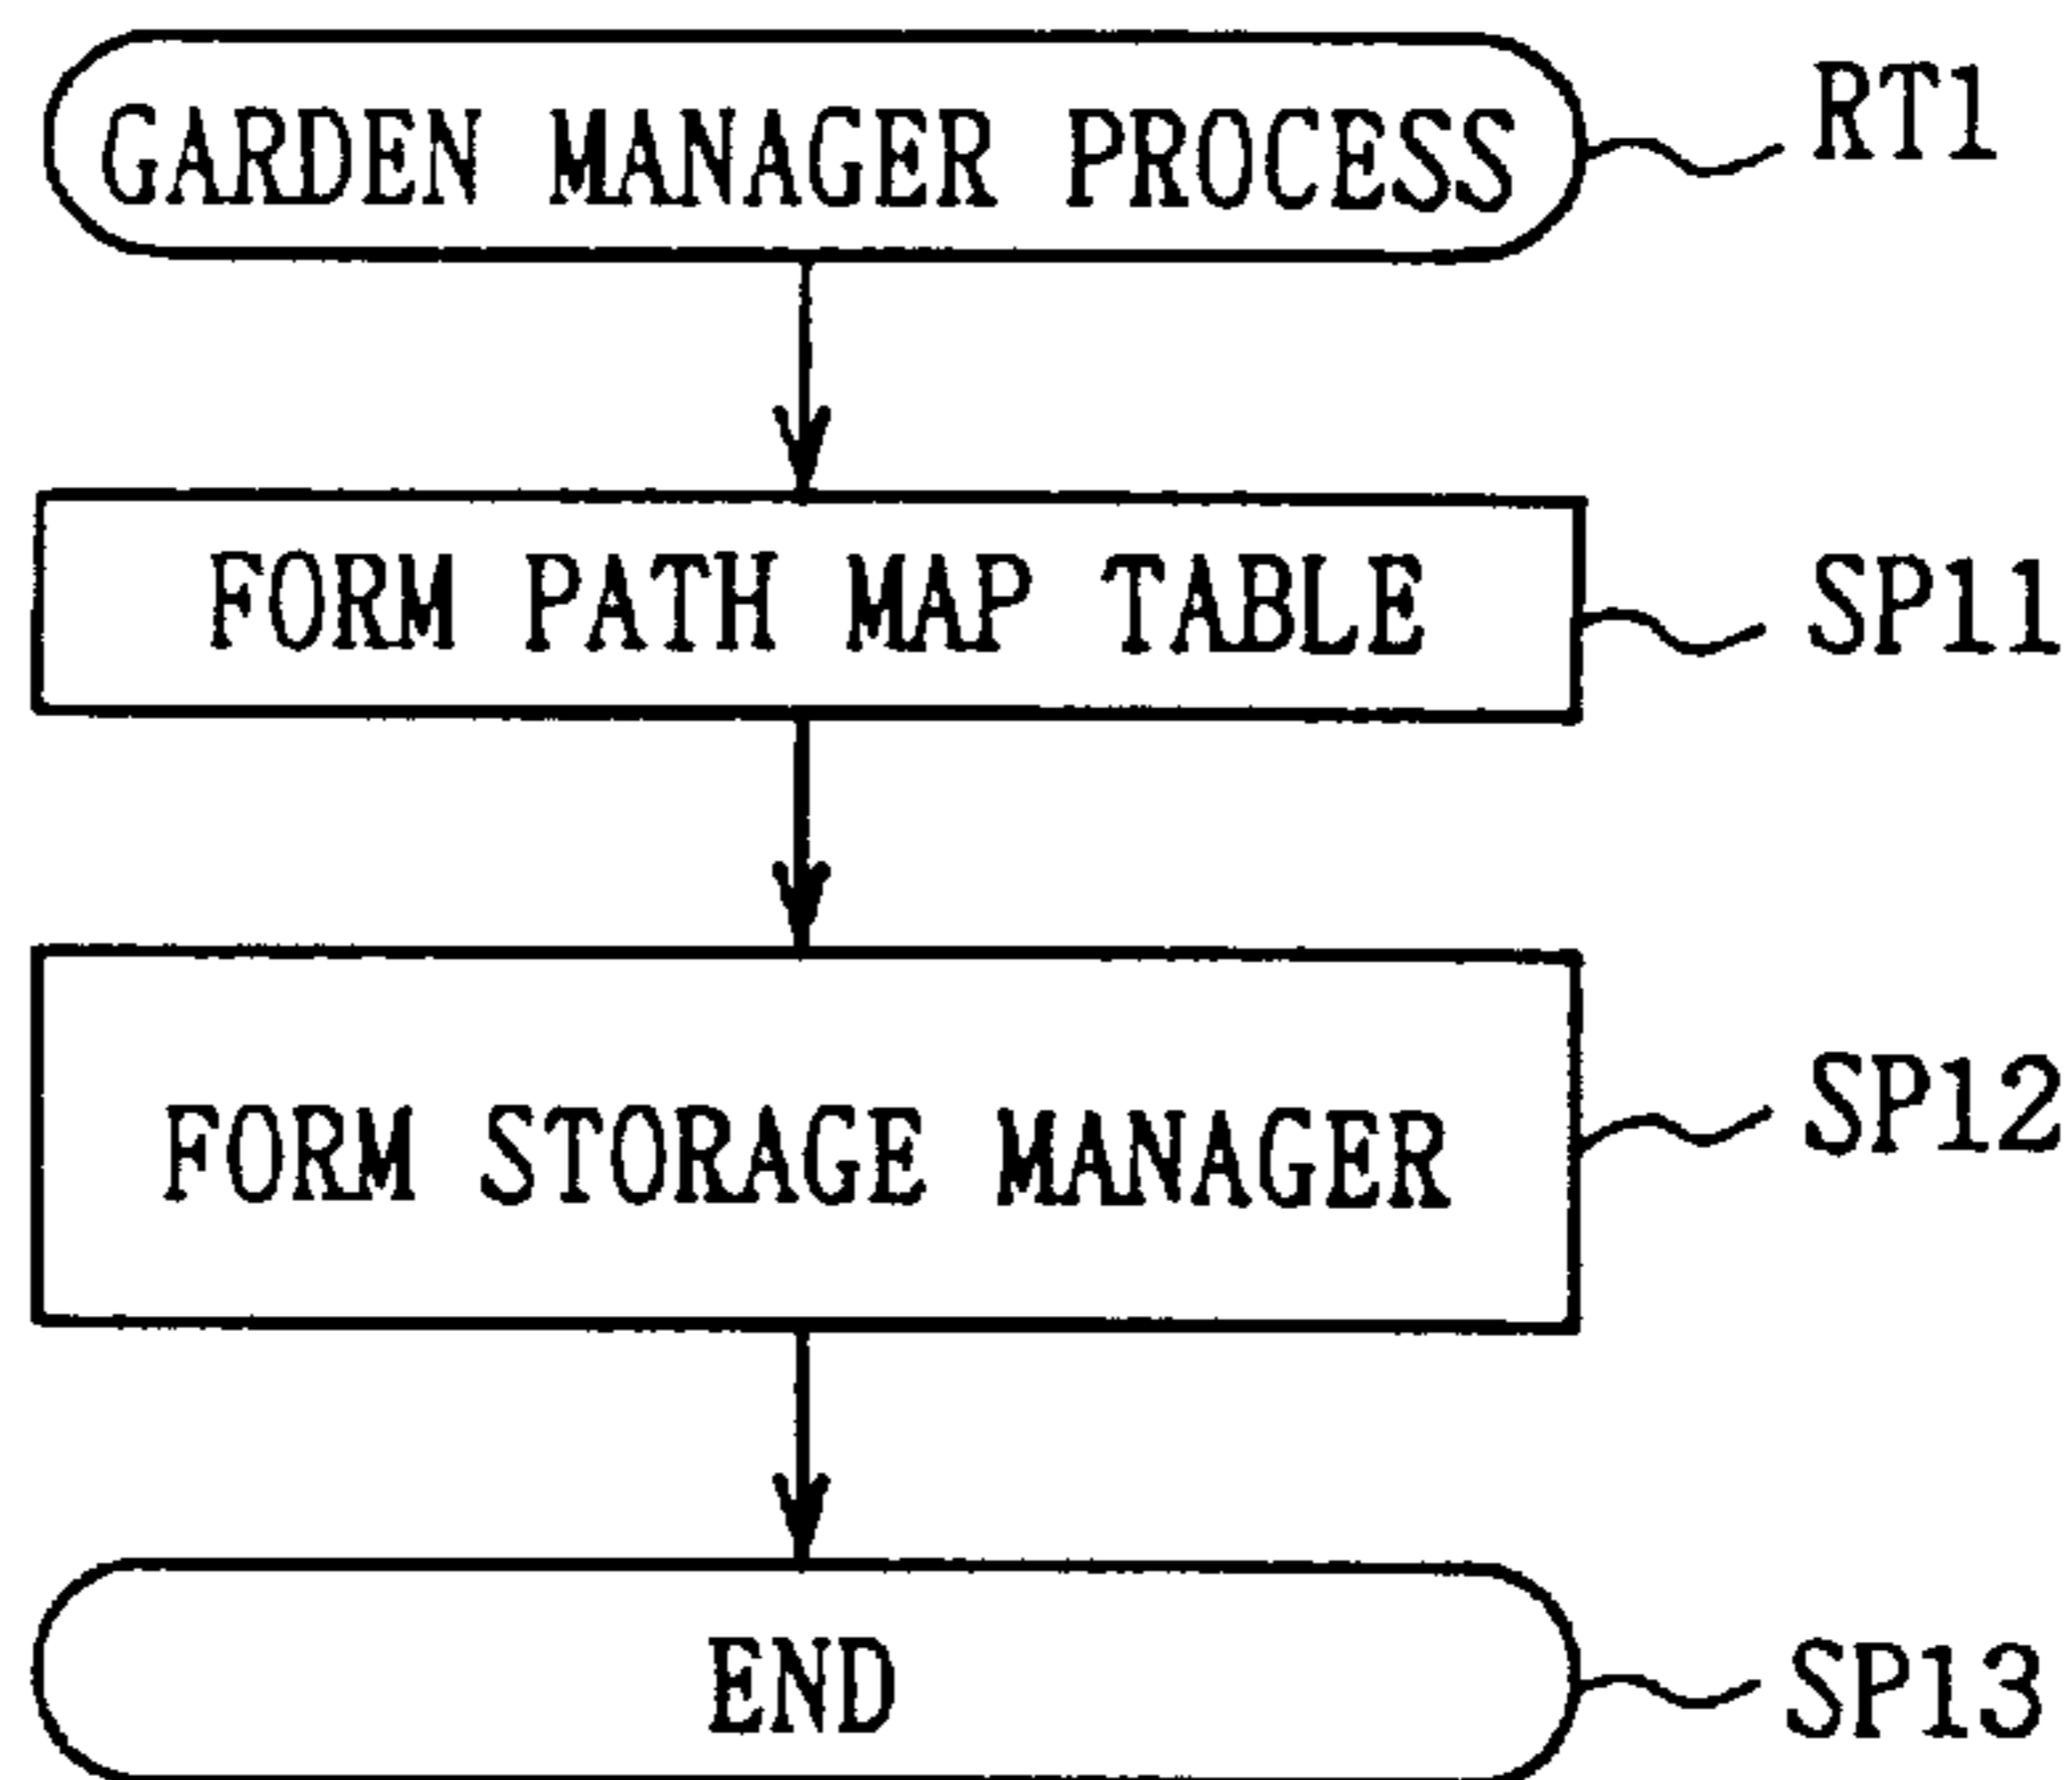 GARDEN MANAGER PROCESS RT1
FORM PATH MAP TABLE SP11
FORM STORAGE MANAGER SP12
END SP13